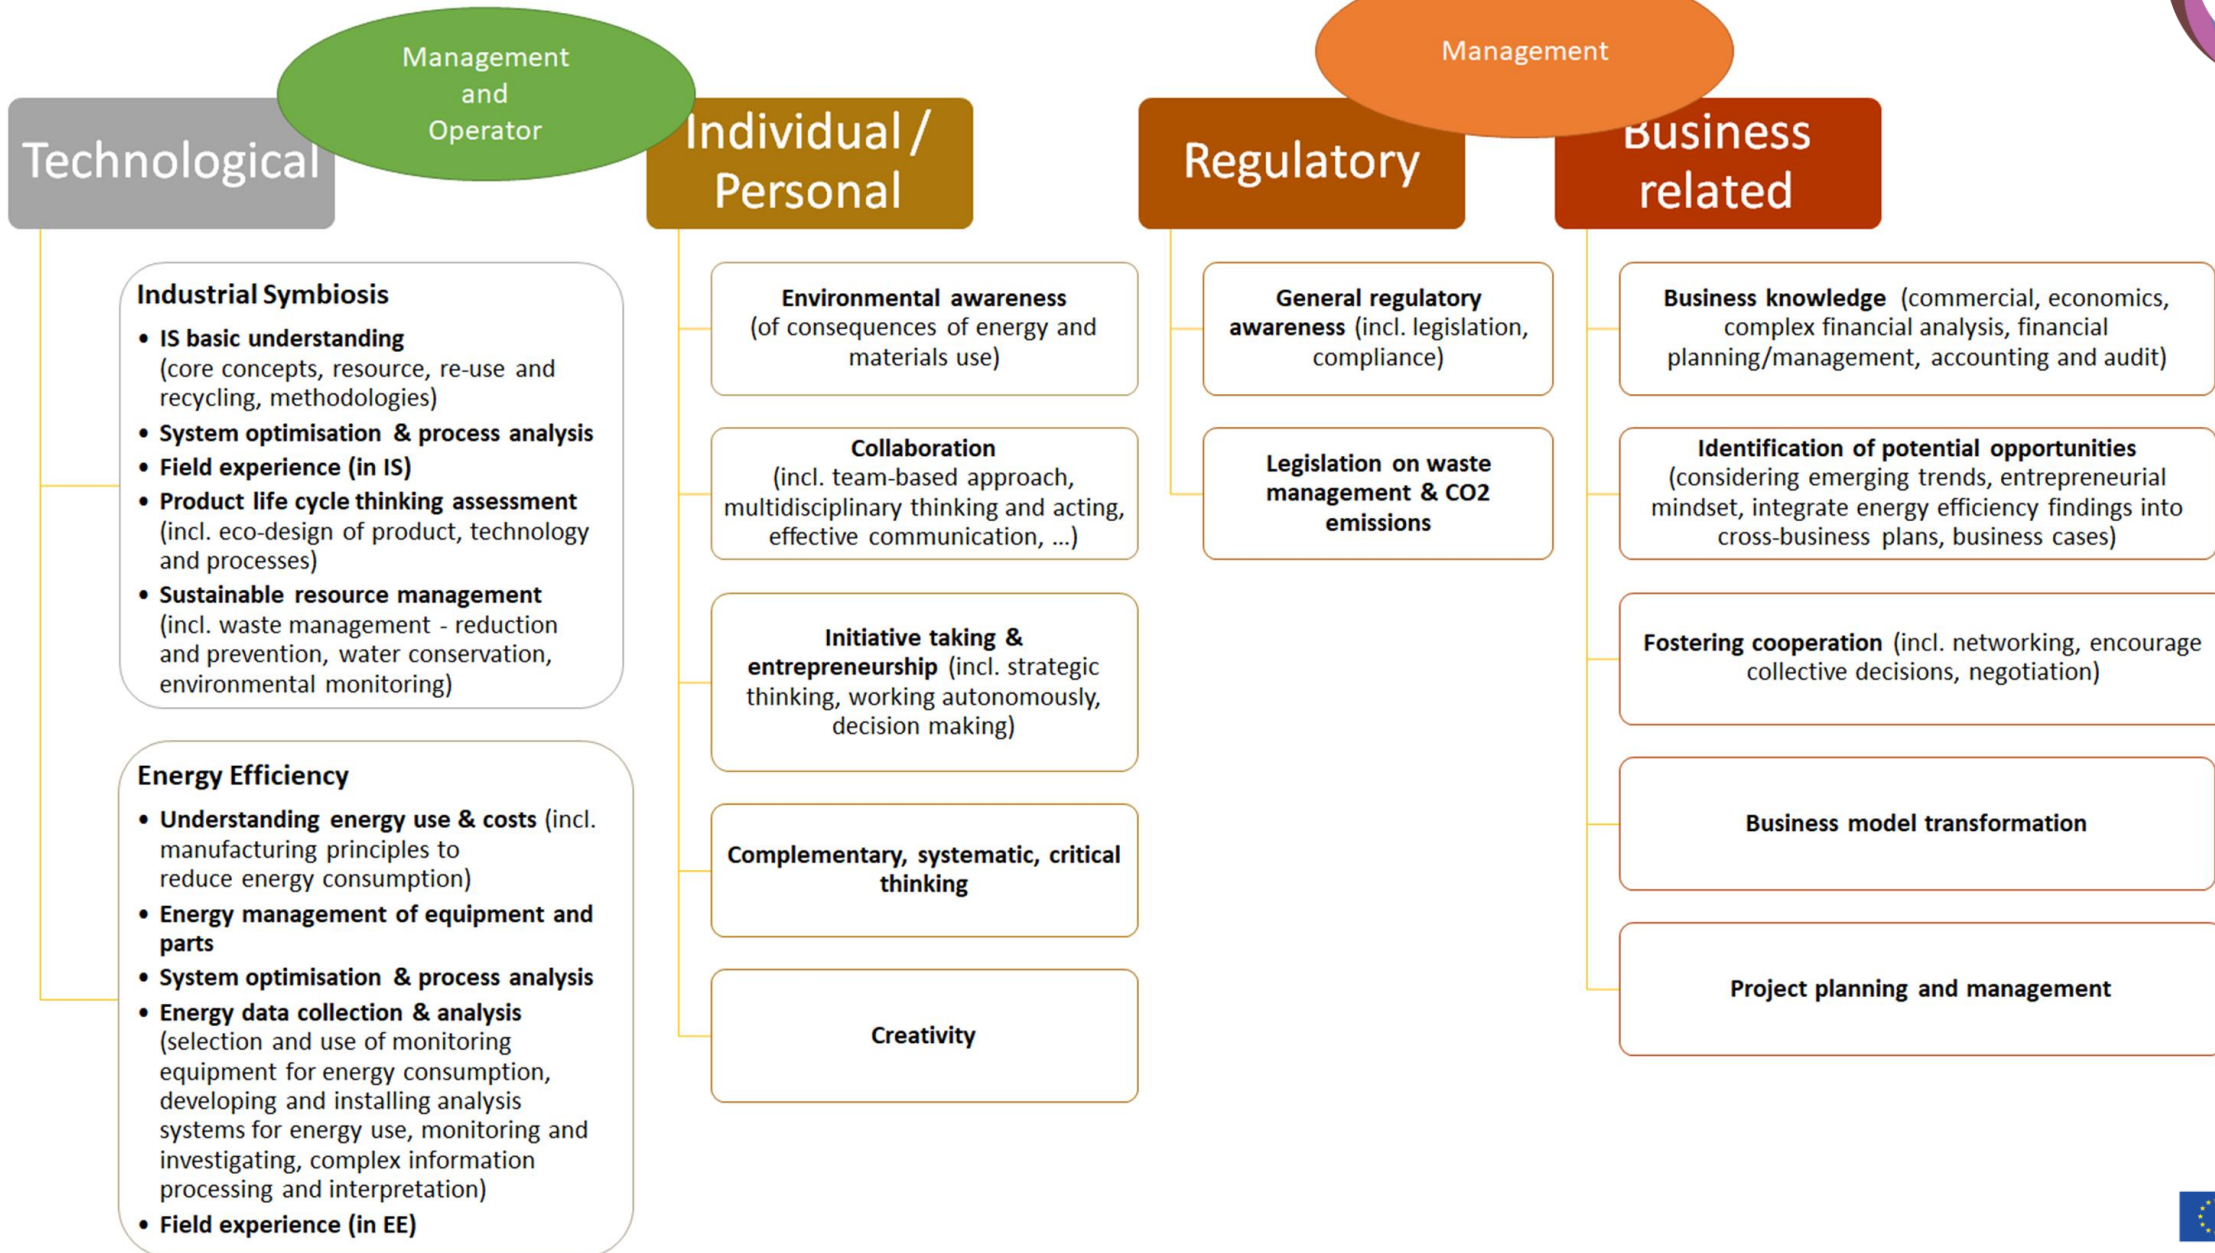 Management
and
Operator
Management
Technological
Individual /
Personal
Regulatory
Business
related
Industrial Symbiosis
• IS basic understanding
(core concepts, resource, re-use and
recycling, methodologies)
• System optimisation & process analysis
• Field experience (in IS)
• Product life cycle thinking assessment
(incl. eco-design of product, technology
and processes)
• Sustainable resource management
(incl. waste management - reduction
and prevention, water conservation,
environmental monitoring)
Energy Efficiency
• Understanding energy use & costs (incl.
manufacturing principles to
reduce energy consumption)
• Energy management of equipment and
parts
• System optimisation & process analysis
• Energy data collection & analysis
(selection and use of monitoring
equipment for energy consumption,
developing and installing analysis
systems for energy use, monitoring and
investigating, complex information
processing and interpretation)
• Field experience (in EE)
Environmental awareness
(of consequences of energy and
materials use)
Collaboration
(incl. team-based approach,
multidisciplinary thinking and acting,
effective communication, ...)
Initiative taking &
entrepreneurship (incl. strategic
thinking, working autonomously,
decision making)
Complementary, systematic, critical
thinking
Creativity
General regulatory
awareness (incl. legislation,
compliance)
Legislation on waste
management & CO2
emissions
Business knowledge (commercial, economics,
complex financial analysis, financial
planning/management, accounting and audit)
Identification of potential opportunities
(considering emerging trends, entrepreneurial
mindset, integrate energy efficiency findings into
cross-business plans, business cases)
Fostering cooperation (incl. networking, encourage
collective decisions, negotiation)
Business model transformation
Project planning and management